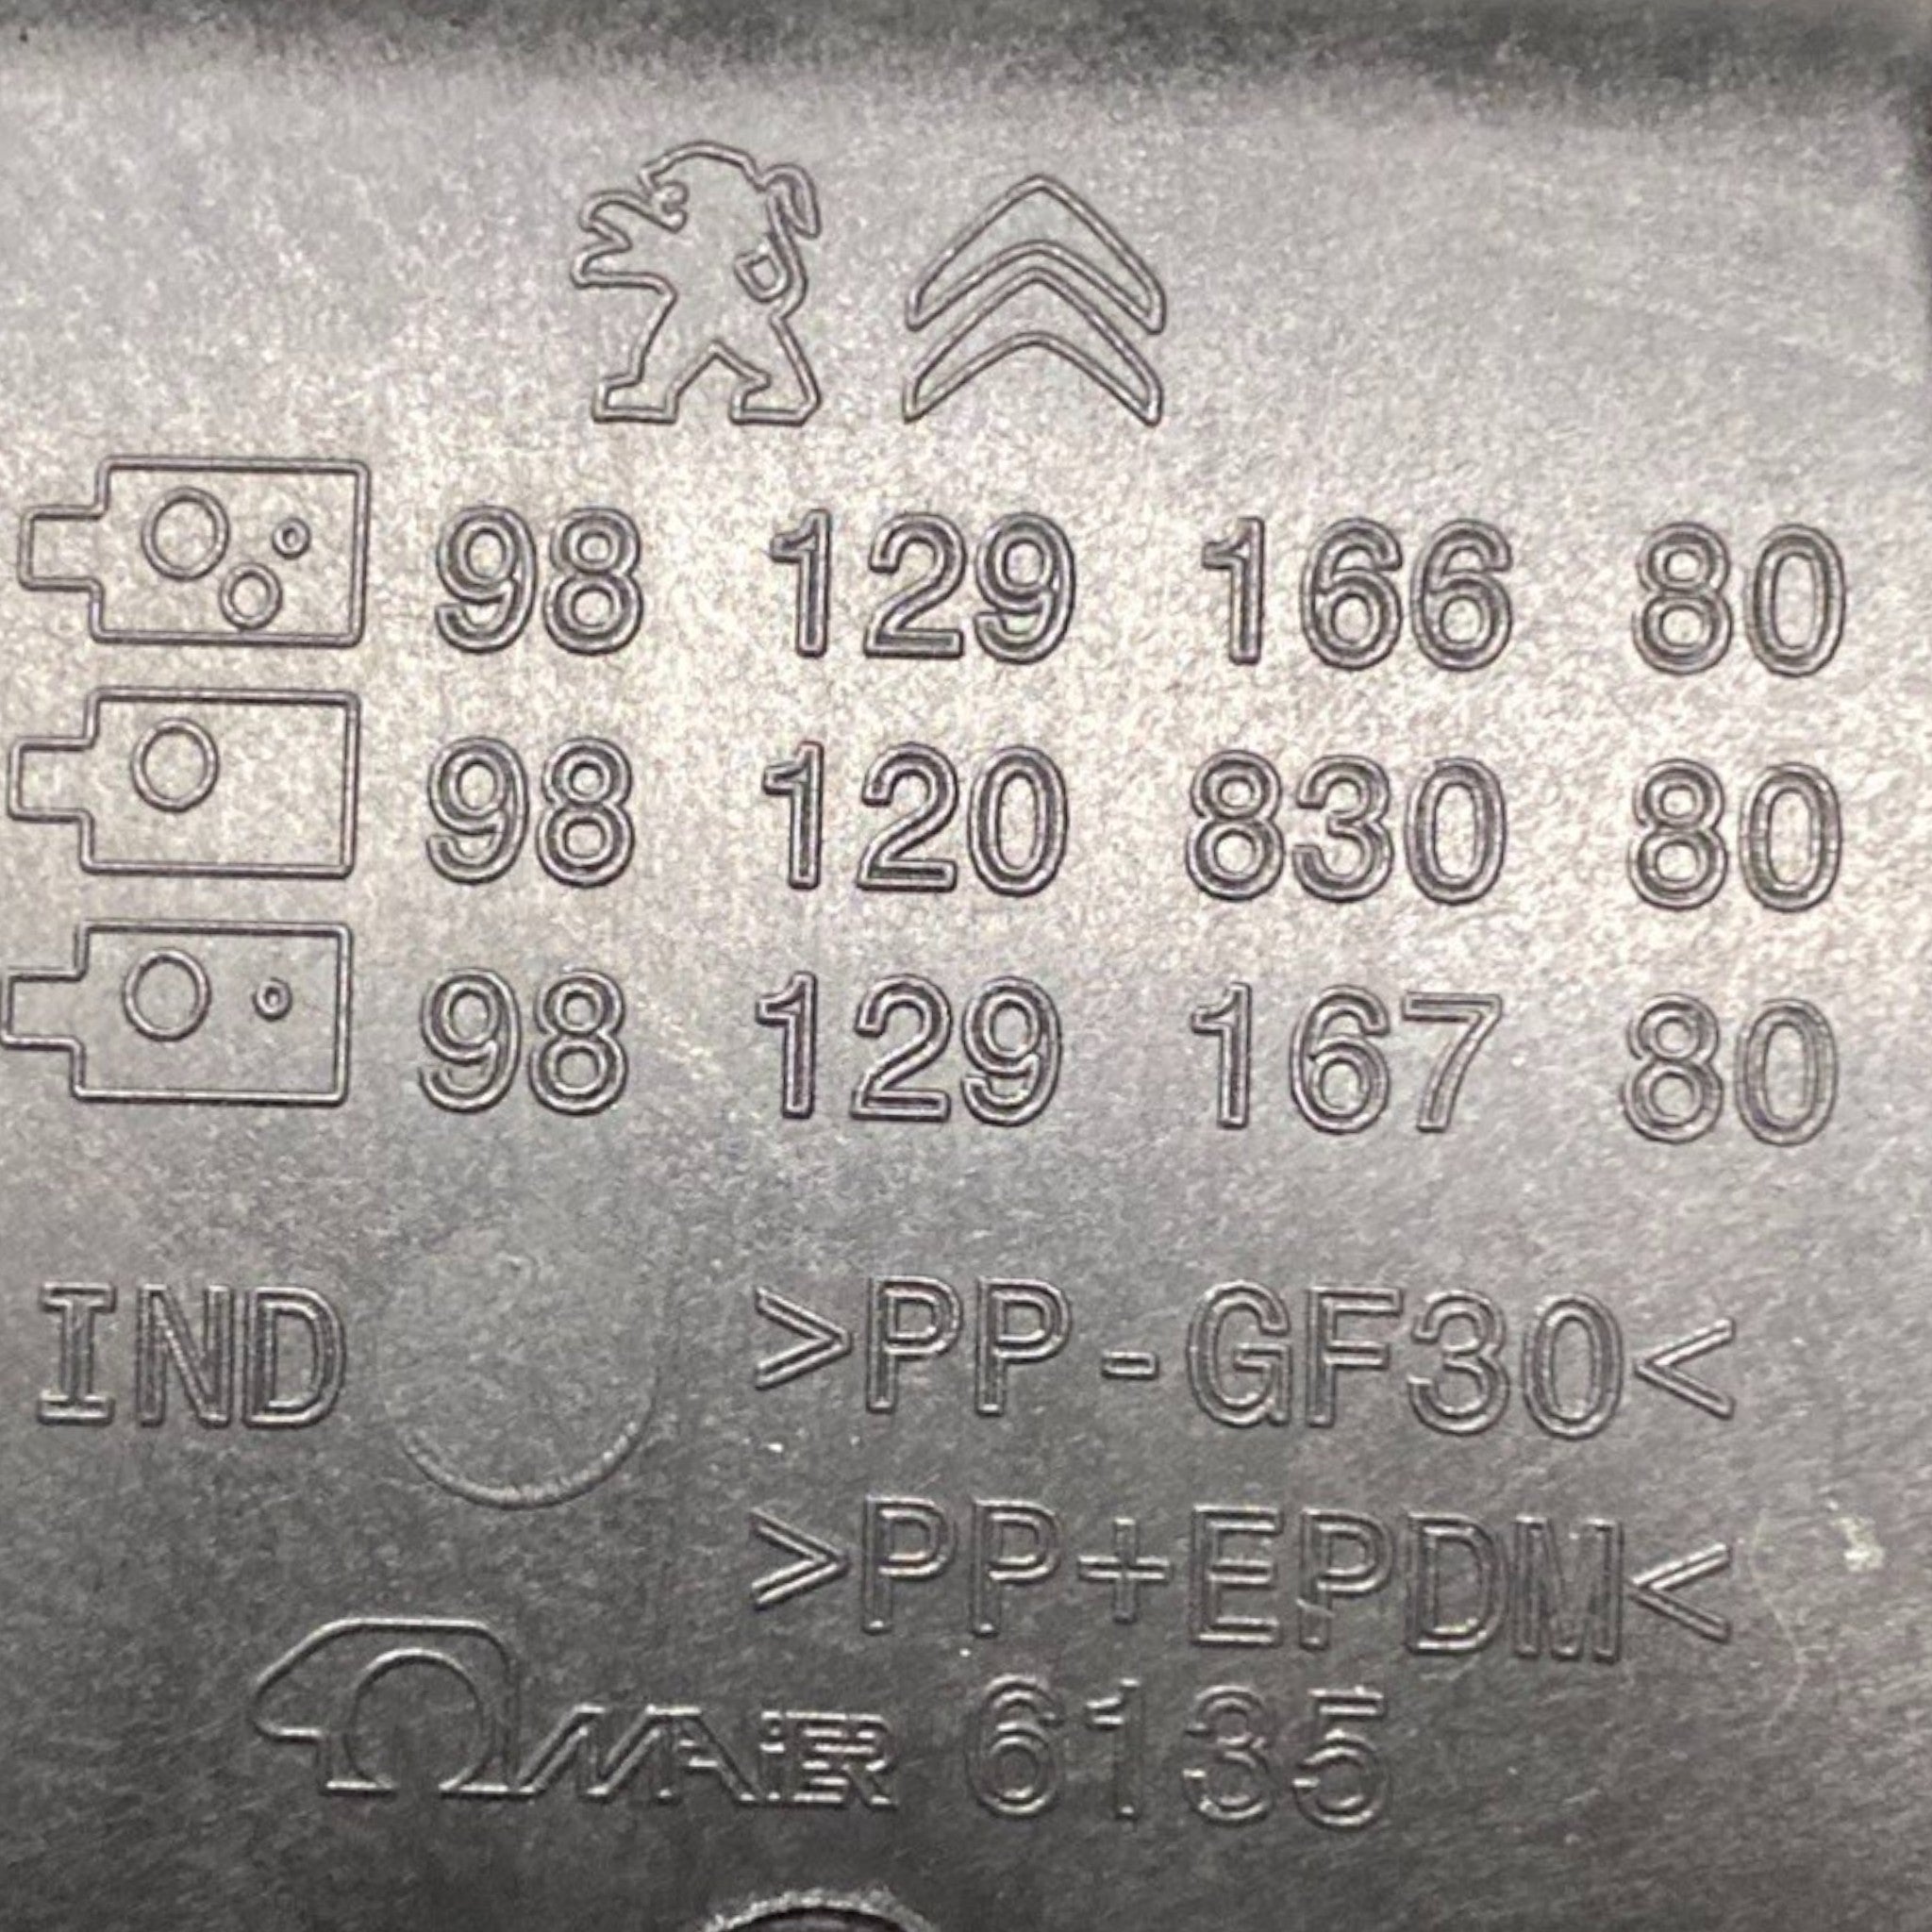 98 129 166 80
98 120 830 80
98 129 167 80
IND >PP-GF30<
>PP+EPDM<
MAIER 6135